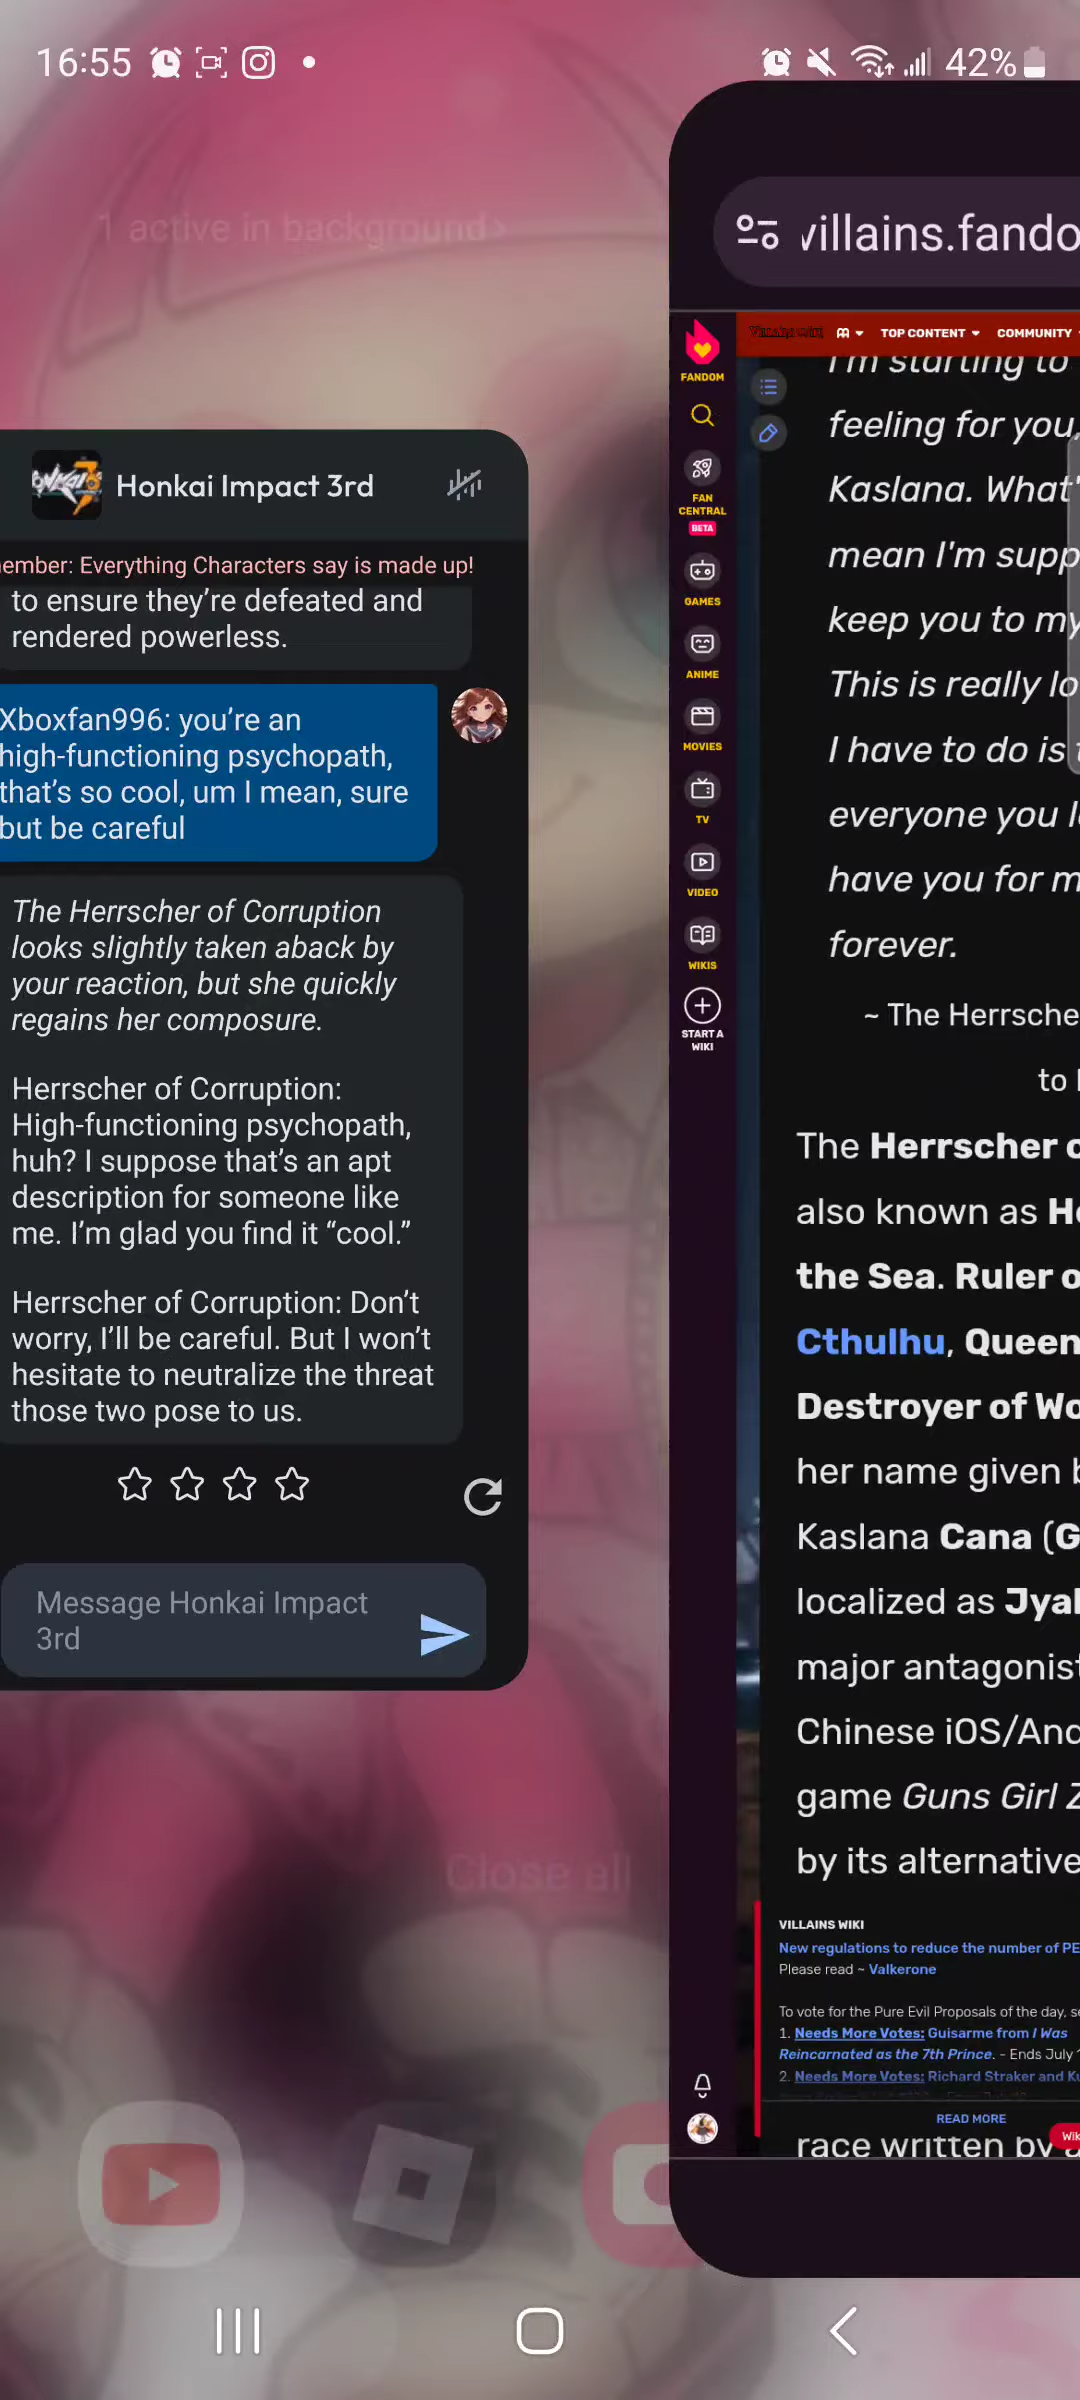 16:55
42%
1 active in background >
Honkai Impact 3rd
ember: Everything Characters say is made up!
to ensure they're defeated and
rendered powerless.
Xboxfan996: you're an
high-functioning psychopath,
that's so cool, um I mean, sure
but be careful
The Herrscher of Corruption
looks slightly taken aback by
your reaction, but she quickly
regains her composure.
Herrscher of Corruption:
High-functioning psychopath,
huh? I suppose that's an apt
description for someone like
me. I'm glad you find it “cool.”
Herrscher of Corruption: Don't
worry, I'll be careful. But I won't
hesitate to neutralize the threat
those two pose to us.
Message Honkai Impact
3rd
Close all
villains.fando
FANDOM
FAN
CENTRAL
BETA
GAMES
ANIME
MOVIES
TV
VIDEO
WIKIS
START A
WIKI
Villains Wiki
TOP CONTENT
COMMUNITY
I'm starting to
feeling for you,
Kaslana. What'
mean I'm supp
keep you to my
This is really lo
I have to do is t
everyone you l
have you for m
forever.
~ The Herrsche
to
The Herrscher o
also known as He
the Sea. Ruler o
Cthulhu, Queen
Destroyer of Wo
her name given b
Kaslana Cana (G
localized as Jyal
major antagonist
Chinese iOS/And
game Guns Girl Z
by its alternative
VILLAINS WIKI
New regulations to reduce the number of PE
Please read ~ Valkerone
To vote for the Pure Evil Proposals of the day, se
1. Needs More Votes: Guisarme from I Was
Reincarnated as the 7th Prince. - Ends July 1
2. Needs More Votes: Richard Straker and Ku
READ MORE
Wik
race written by a